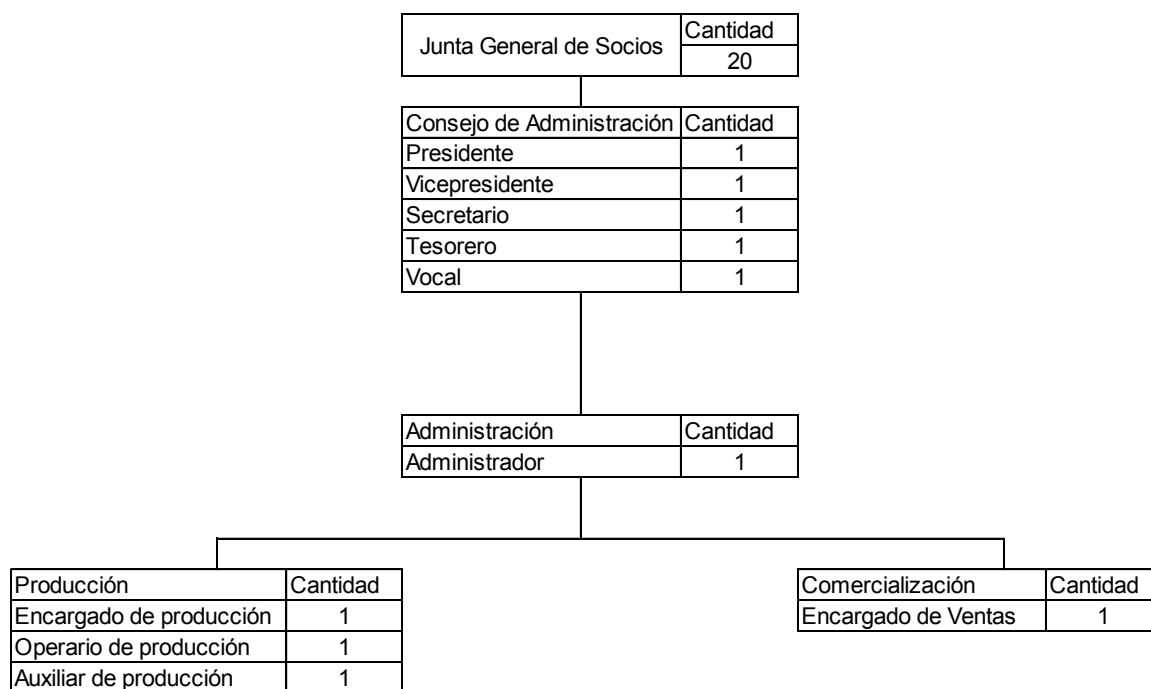 Junta General de Socios Cantidad
20
Consejo de Administración Cantidad
Presidente 1
Vicepresidente 1
Secretario 1
Tesorero 1
Vocal 1
Administración Cantidad
Administrador 1
Producción Cantidad
Encargado de producción 1
Operario de producción 1
Auxiliar de producción 1
Comercialización Cantidad
Encargado de Ventas 1